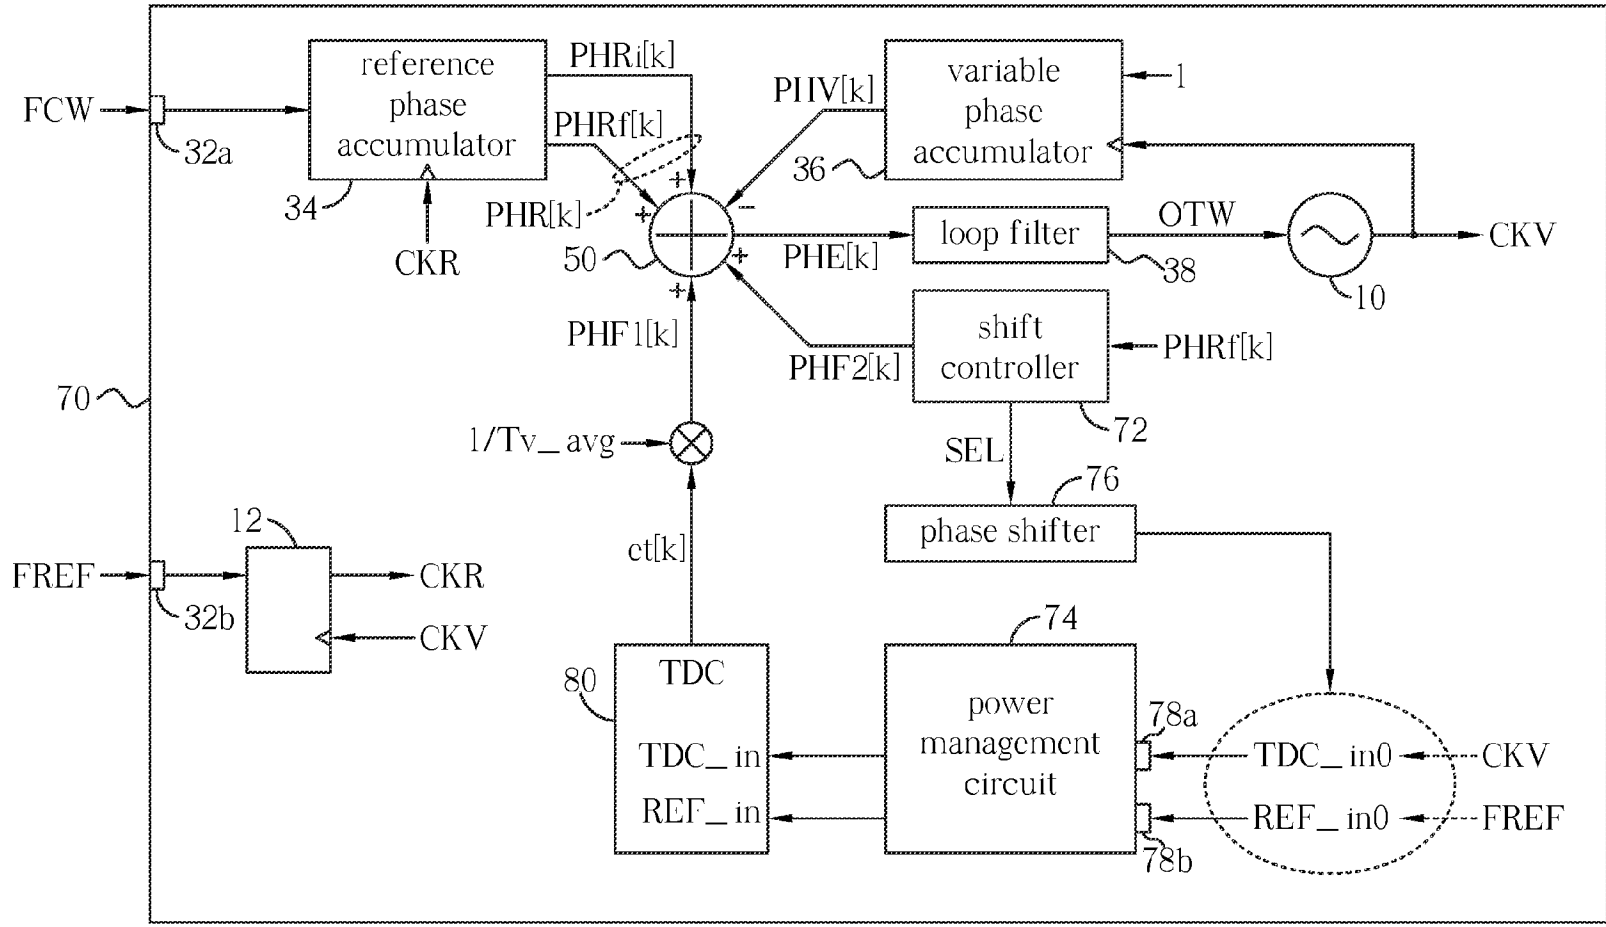 FCW
32a
reference
phase
accumulator
34
CKR
PHRi[k]
PHRf[k]
PHR[k]
50
PHV[k]
36
variable
phase
accumulator
1
+
+
−
+
+
PHE[k]
loop filter
38
OTW
10
CKV
PHF1[k]
PHF2[k]
shift
controller
PHRf[k]
72
70
1/Tv_avg
SEL
76
phase shifter
ct[k]
FREF
32b
12
CKR
CKV
80
TDC
TDC_in
REF_in
74
power
management
circuit
78a
78b
TDC_in0
CKV
REF_in0
FREF